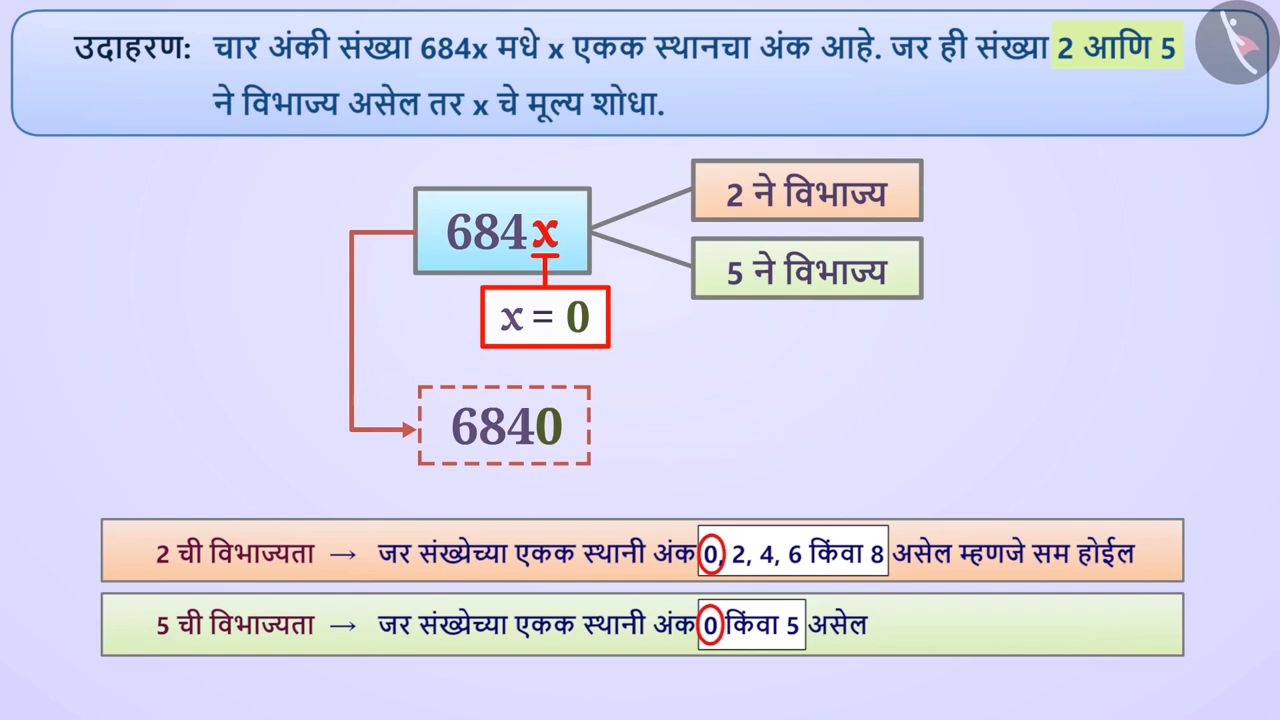 उदाहरण: चार अंकी संख्या 684x मधे x एकक स्थानचा अंक आहे. जर ही संख्या 2 आणि 5
ने विभाज्य असेल तर x चे मूल्य शोधा.
2 ने विभाज्य
684x
5 ने विभाज्य
x = 0
6840
2 ची विभाज्यता → जर संख्येच्या एकक स्थानी अंक 0, 2, 4, 6 किंवा 8 असेल म्हणजे सम होईल
5 ची विभाज्यता → जर संख्येच्या एकक स्थानी अंक 0 किंवा 5 असेल